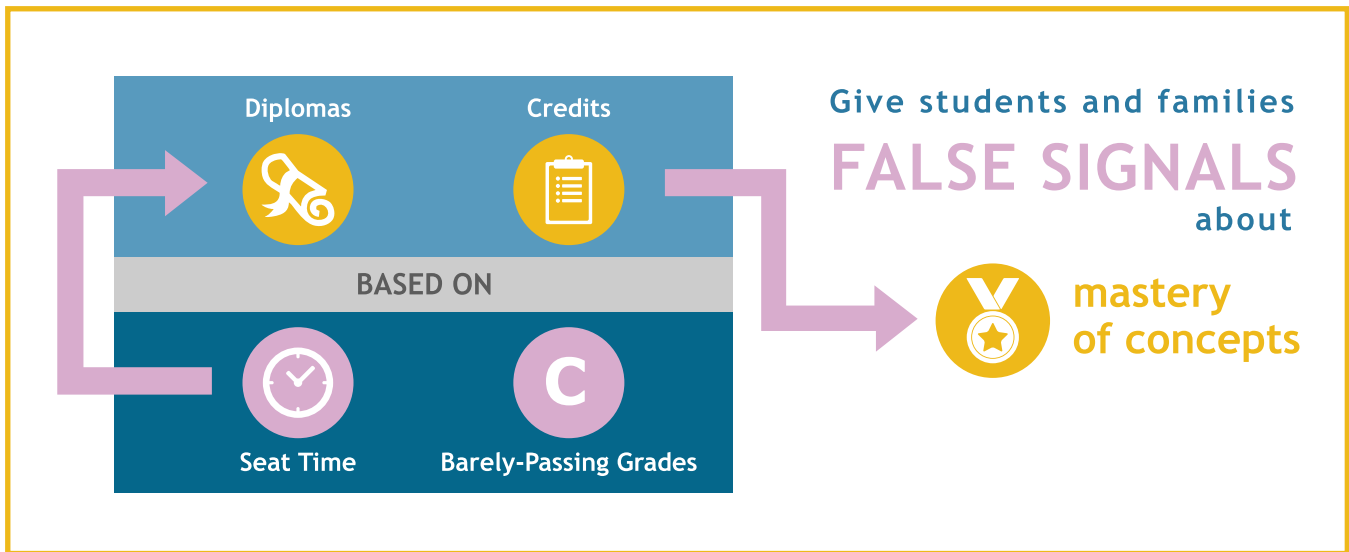 Diplomas
Credits
BASED ON
C
Seat Time
Barely-Passing Grades
Give students and families
FALSE SIGNALS
about
mastery
of concepts